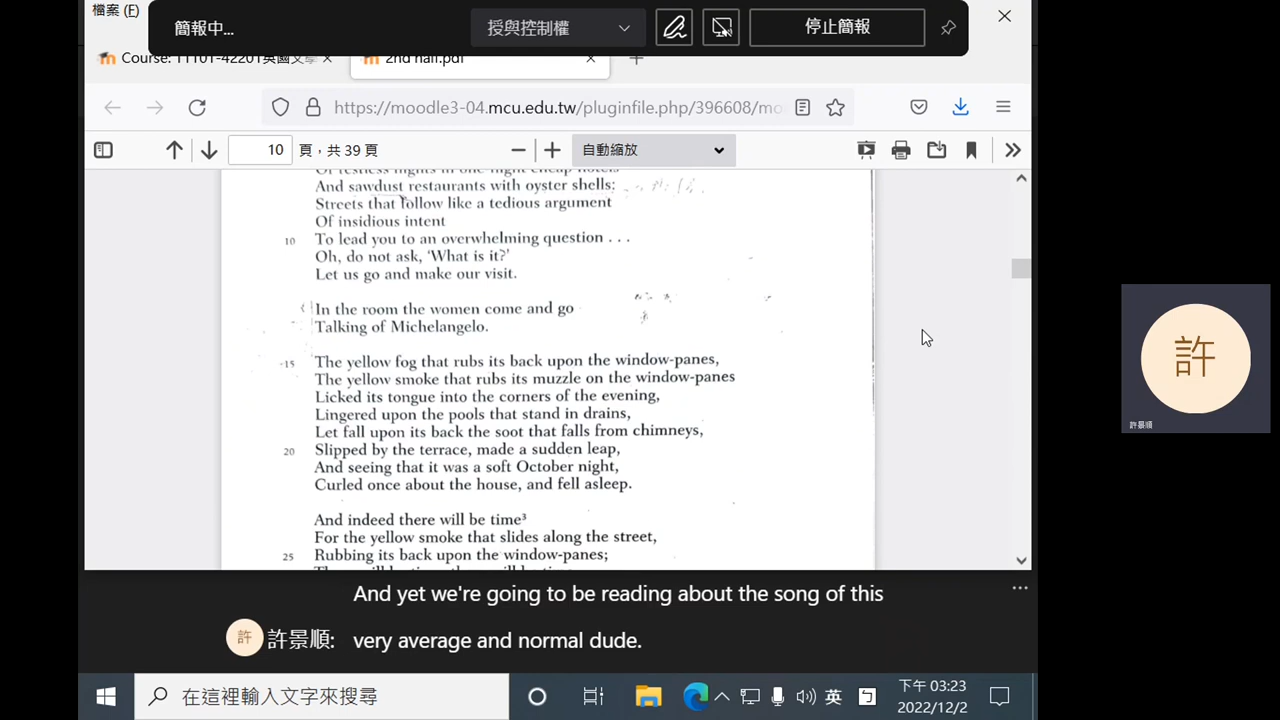 檔案 (F)
簡報中...
授與控制權
停止簡報
Course: 11101-42201英國文學
2nd half.pdf
https://moodle3-04.mcu.edu.tw/pluginfile.php/396608/mo
10 頁，共 39 頁
自動縮放
Of restless nights in one-night cheap hotels
And sawdust restaurants with oyster shells:
Streets that follow like a tedious argument
Of insidious intent
10 To lead you to an overwhelming question . . .
Oh, do not ask, ‘What is it?’
Let us go and make our visit.
In the room the women come and go
Talking of Michelangelo.
15 The yellow fog that rubs its back upon the window-panes,
The yellow smoke that rubs its muzzle on the window-panes
Licked its tongue into the corners of the evening,
Lingered upon the pools that stand in drains,
Let fall upon its back the soot that falls from chimneys,
20 Slipped by the terrace, made a sudden leap,
And seeing that it was a soft October night,
Curled once about the house, and fell asleep.
And indeed there will be time³
For the yellow smoke that slides along the street,
25 Rubbing its back upon the window-panes;
許
許景順
And yet we're going to be reading about the song of this
許 許景順: very average and normal dude.
在這裡輸入文字來搜尋
英
下午 03:23
2022/12/2